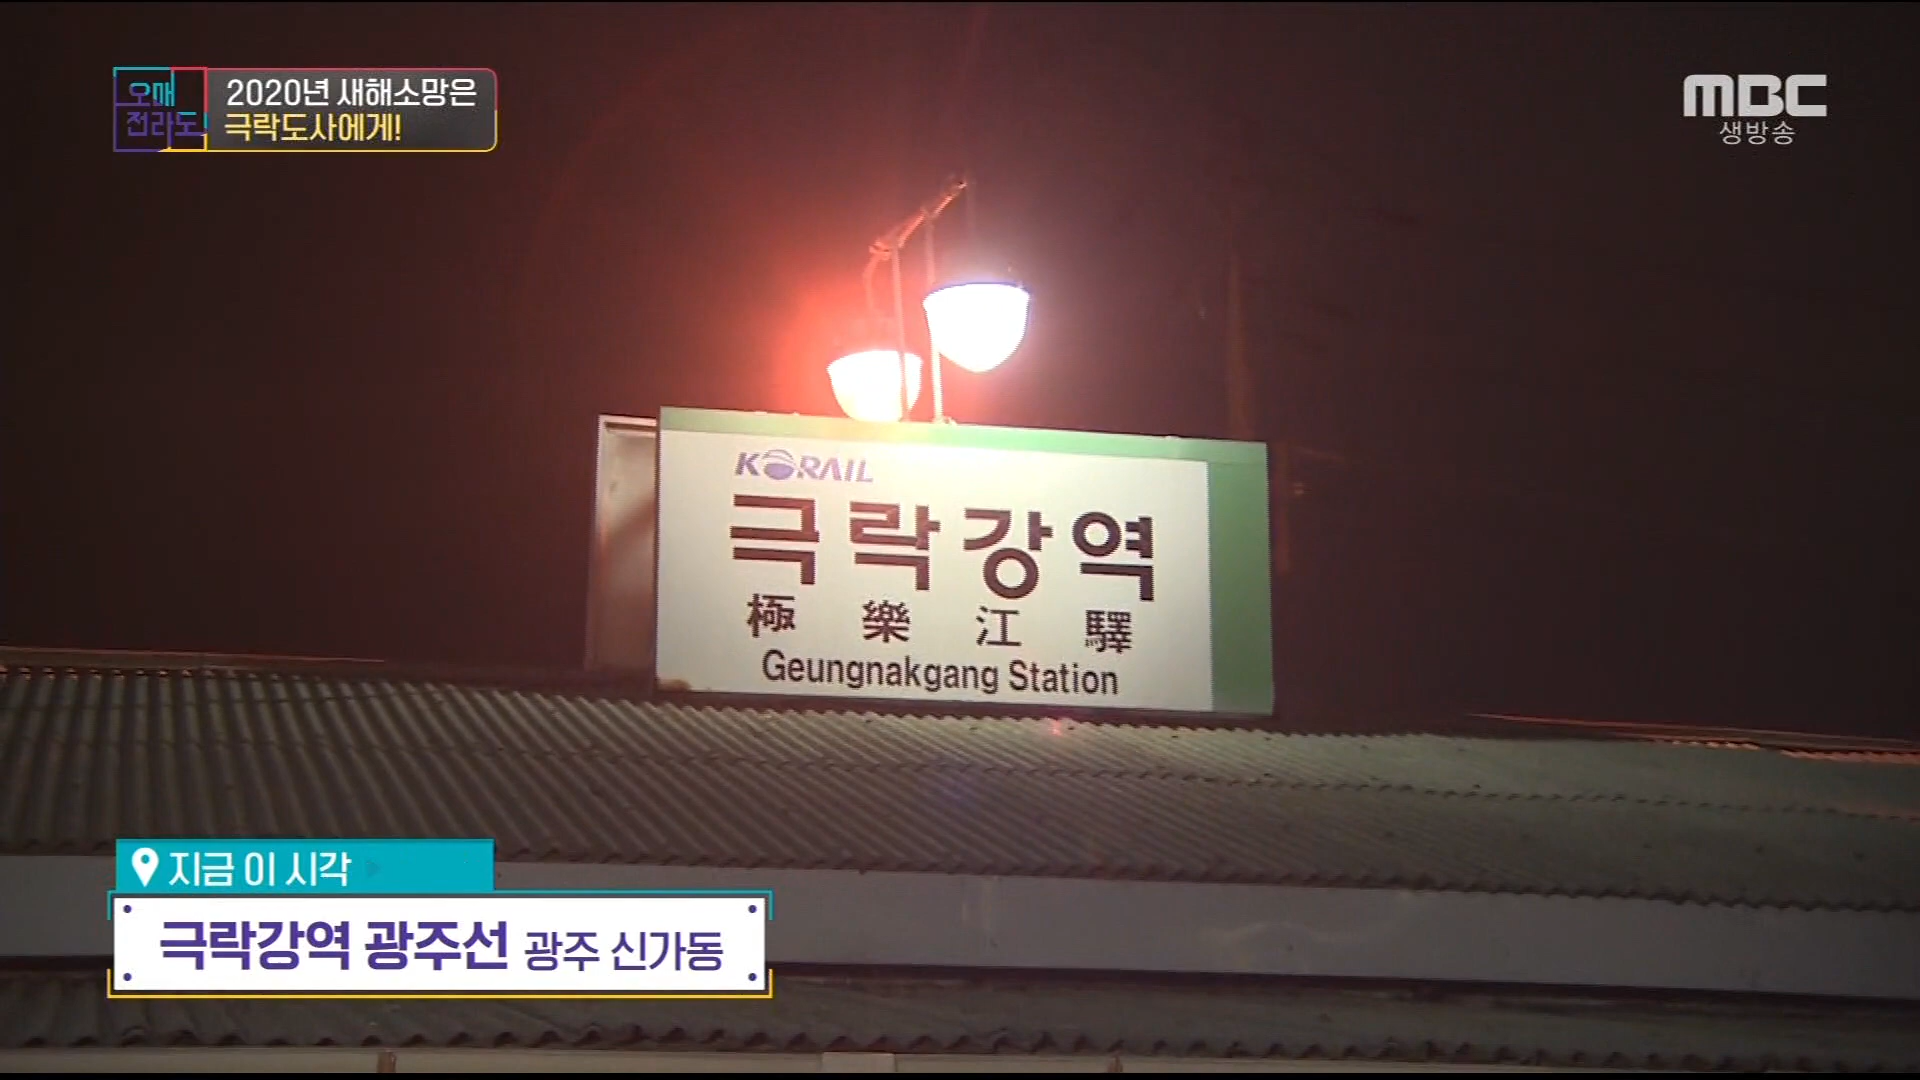 오매
전라도
2020년 새해소망은
극락도사에게!
MBC
생방송
KORAIL
극락강역
極樂江驛
Geungnakgang Station
지금 이 시각
극락강역 광주선 광주 신가동